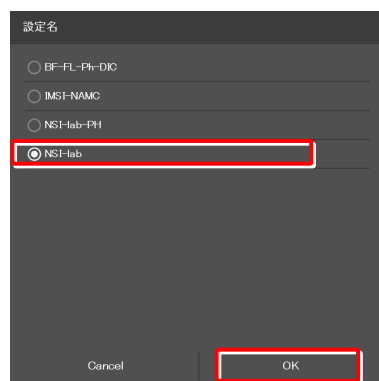 設定名
BF-FL-Ph-DIC
IMSI-NAMC
NSI-lab-PH
NSI-lab
Cancel OK